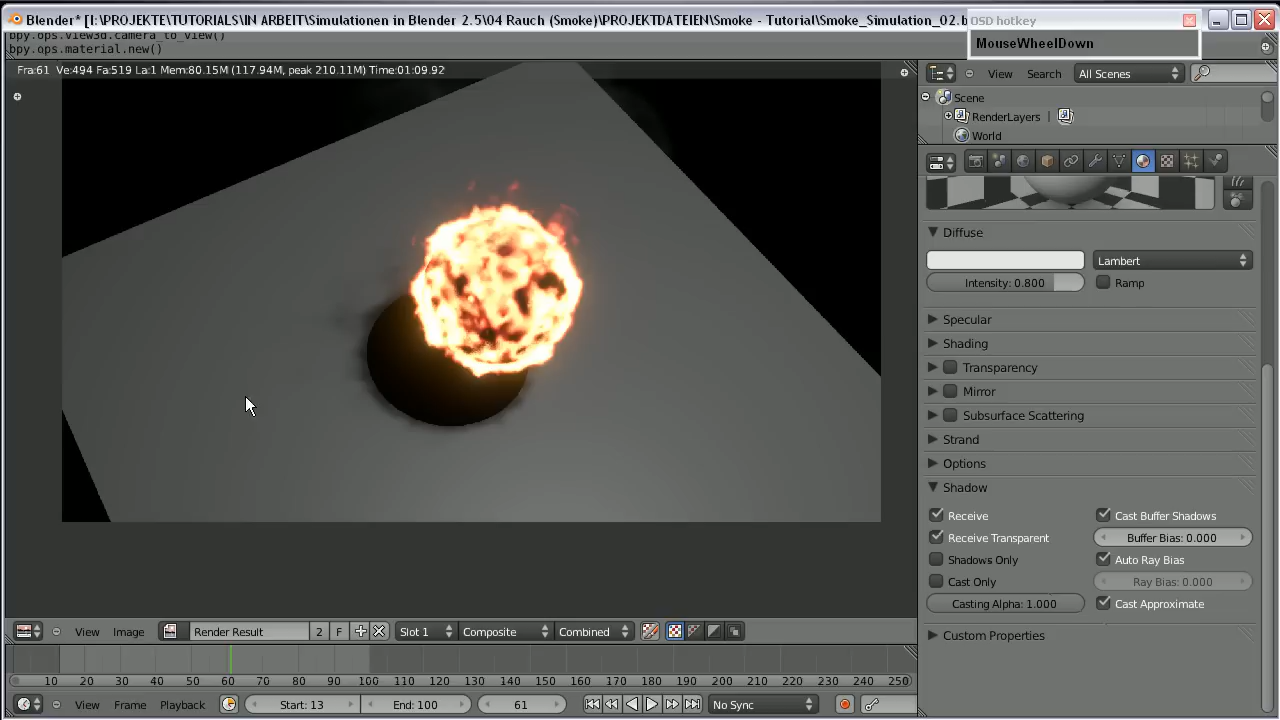 Blender* [I:\PROJEKTE\TUTORIALS\IN ARBEIT\Simulationen in Blender 2.5\04 Rauch (Smoke)\PROJEKTDATEIEN\Smoke - Tutorial\Smoke_Simulation_02.b
OSD hotkey
MouseWheelDown
bpy.ops.view3d.camera_to_view()
bpy.ops.material.new()
Fra:61 Ve:494 Fa:519 La:1 Mem:80.15M (117.94M, peak 210.11M) Time:01:09.92
View Search All Scenes
Scene
RenderLayers |
World
Diffuse
Lambert
Intensity: 0.800 Ramp
Specular
Shading
Transparency
Mirror
Subsurface Scattering
Strand
Options
Shadow
Receive Cast Buffer Shadows
Receive Transparent Buffer Bias: 0.000
Shadows Only Auto Ray Bias
Cast Only Ray Bias: 0.000
Casting Alpha: 1.000 Cast Approximate
Custom Properties
View Image Render Result 2 F Slot 1 Composite Combined
10 20 30 40 50 60 70 80 90 100 110 120 130 140 150 160 170 180 190 200 210 220 230 240 250
View Frame Playback Start: 13 End: 100 61 No Sync